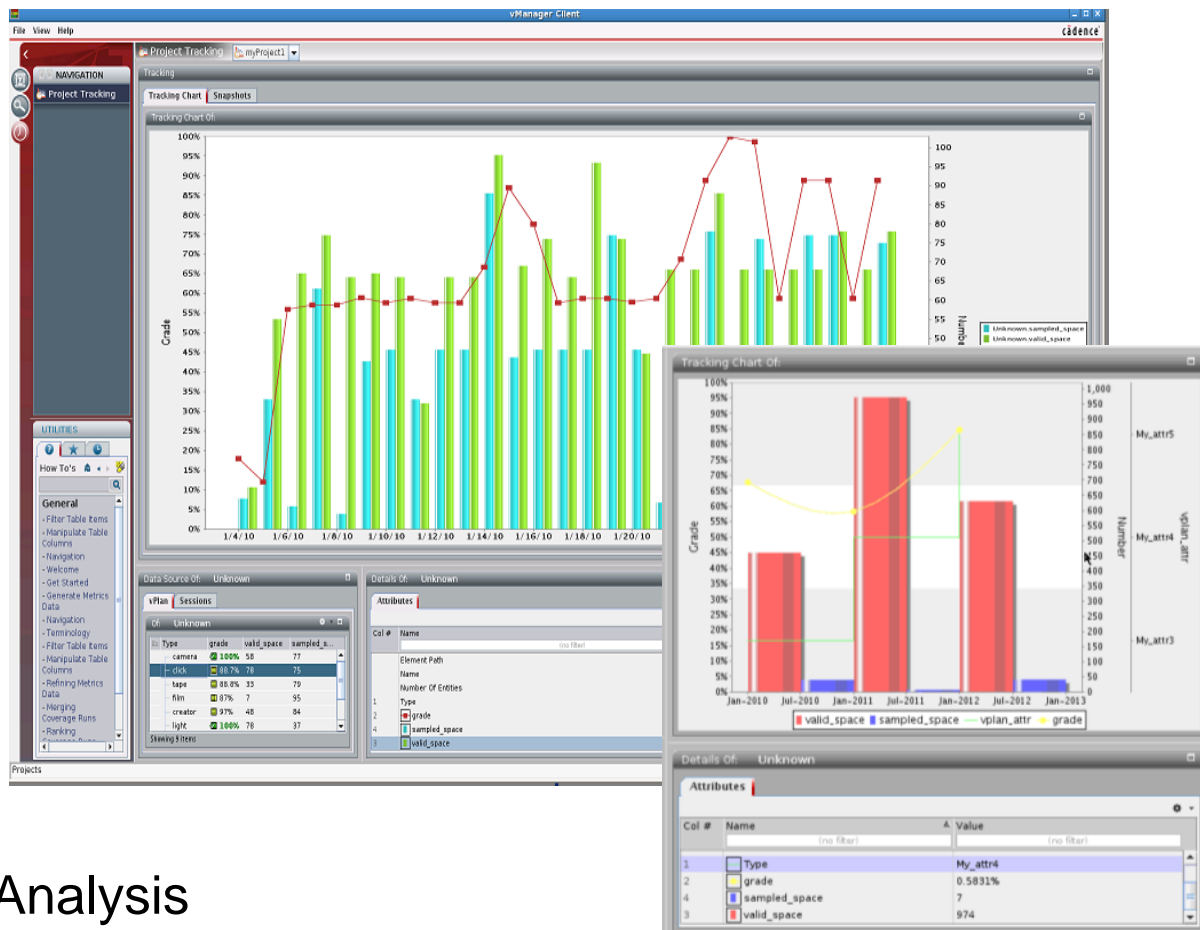 vManager Client
File View Help
cādence
Project Tracking myProject1
NAVIGATION
Project Tracking
Tracking
Tracking Chart Snapshots
Tracking Chart Of:
100%
95%
90%
85%
80%
75%
70%
65%
60%
55%
50%
45%
40%
35%
30%
25%
20%
15%
10%
5%
0%
Grade
1/4/10 1/6/10 1/8/10 1/10/10 1/12/10 1/14/10 1/16/10 1/18/10 1/20/10
100
95
90
85
80
75
70
65
60
55
50
Unknown.sampled_space
Unknown.valid_space
UTILITIES
How To's
General
- Filter Table Items
- Manipulate Table
Columns
- Navigation
- Welcome
- Get Started
- Generate Metrics
Data
- Navigation
- Terminology
- Filter Table Items
- Manipulate Table
Columns
- Refining Metrics
Data
- Merging
Coverage Runs
- Ranking
Projects
Data Source Of: Unknown
vPlan Sessions
Of: Unknown
Type grade valid_space sampled_s...
camera 100% 58 77
click 88.7% 78 75
tape 88.8% 33 79
film 87% 7 95
creator 97% 48 84
light 100% 78 37
Showing 9 items
Details Of: Unknown
Attributes
Col # Name
(no filter)
Element Path
Name
Number Of Entities
1 Type
2 grade
4 sampled_space
3 valid_space
Tracking Chart Of:
100%
95%
90%
85%
80%
75%
70%
65%
60%
55%
50%
45%
40%
35%
30%
25%
20%
15%
10%
5%
0%
Grade
Jan-2010 Jul-2010 Jan-2011 Jul-2011 Jan-2012 Jul-2012 Jan-2013
1,000
950
900
850
800
750
700
650
600
550
500
450
400
350
300
250
200
150
100
50
0
Number
My_attr5
My_attr4
My_attr3
vplan_attr
valid_space sampled_space vplan_attr grade
Details Of: Unknown
Attributes
Col # Name Value
(no filter) (no filter)
1 Type My_attr4
2 grade 0.5831%
4 sampled_space 7
3 valid_space 974
Analysis